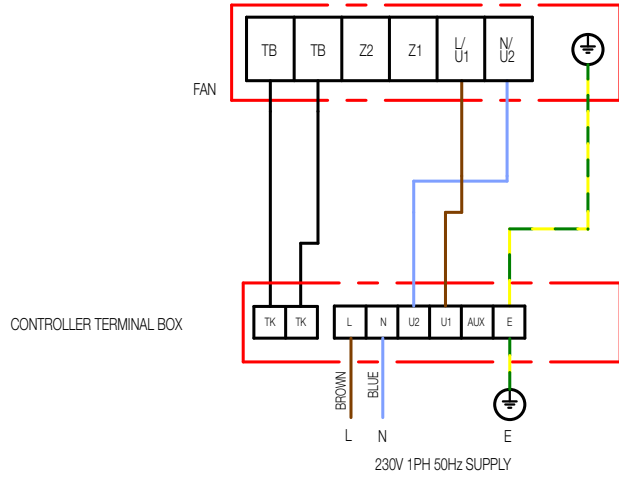 TB TB Z2 Z1 L/ U1 N/ U2
FAN
CONTROLLER TERMINAL BOX
TK TK L N U2 U1 AUX E
BROWN
BLUE
L N E
230V 1PH 50Hz SUPPLY